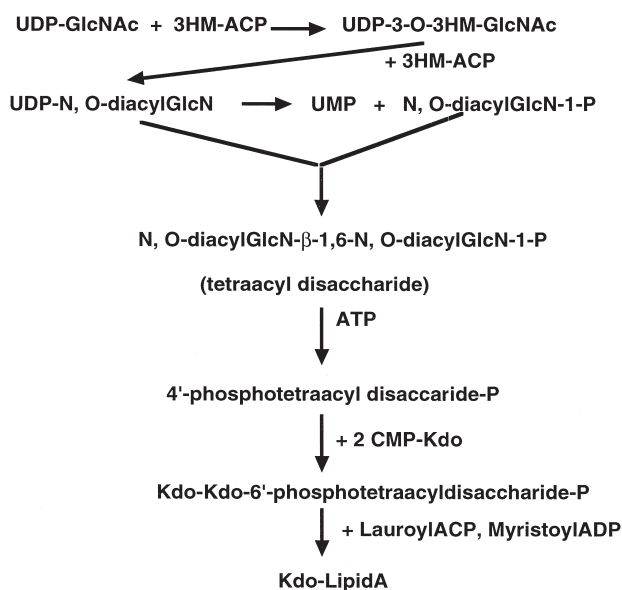 UDP-GlcNAc + 3HM-ACP UDP-3-O-3HM-GlcNAc
+ 3HM-ACP
UDP-N, O-diacylGlcN UMP + N, O-diacylGlcN-1-P
N, O-diacylGlcN-β-1,6-N, O-diacylGlcN-1-P
(tetraacyl disaccharide)
ATP
4'-phosphotetraacyl disaccaride-P
+ 2 CMP-Kdo
Kdo-Kdo-6'-phosphotetraacyldisaccharide-P
+ LauroylACP, MyristoylADP
Kdo-LipidA